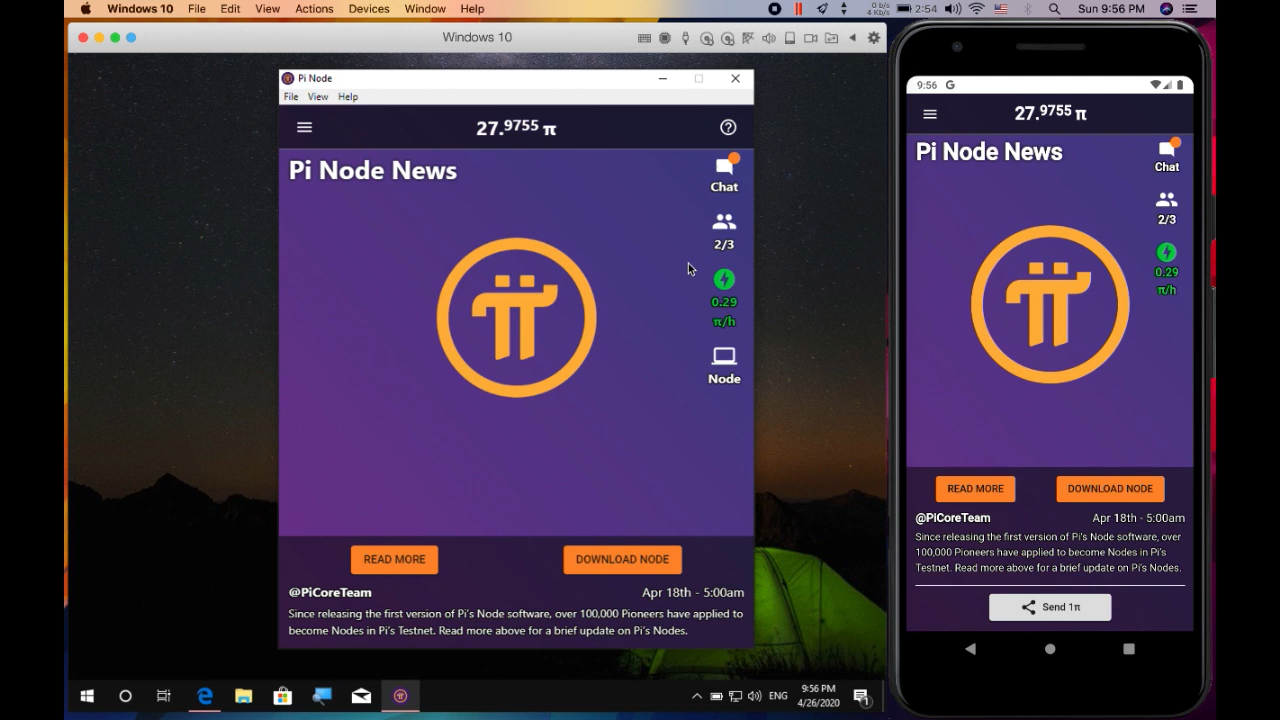 Windows 10 File Edit View Actions Devices Window Help
0 b/s
4 Kb/s
2:54 Sun 9:56 PM
Windows 10
Pi Node
File View Help
27.9755 π
Pi Node News
Chat
2/3
0.29
π/h
Node
READ MORE DOWNLOAD NODE
@PiCoreTeam Apr 18th - 5:00am
Since releasing the first version of Pi's Node software, over 100,000 Pioneers have applied to
become Nodes in Pi's Testnet. Read more above for a brief update on Pi's Nodes.
ENG
9:56 PM
4/26/2020
1
9:56 G
27.9755 π
Pi Node News
Chat
2/3
0.29
π/h
READ MORE DOWNLOAD NODE
@PiCoreTeam Apr 18th - 5:00am
Since releasing the first version of Pi's Node software, over
100,000 Pioneers have applied to become Nodes in Pi's
Testnet. Read more above for a brief update on Pi's Nodes.
Send 1π